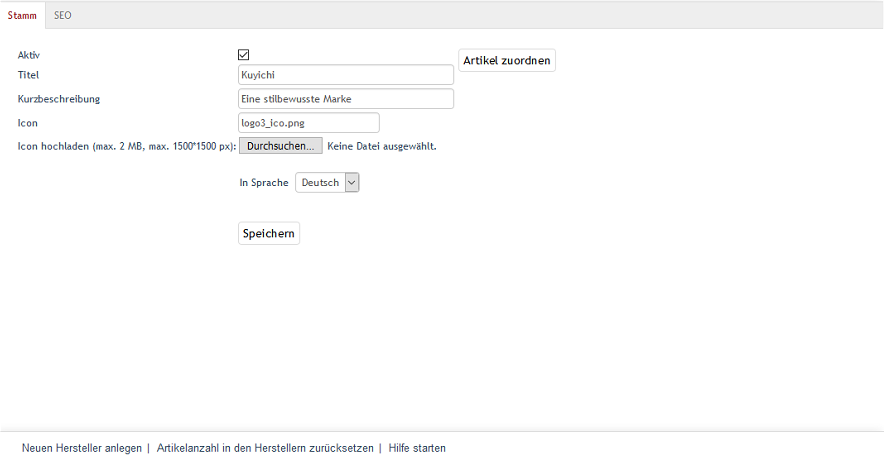 Stamm SEO
Aktiv
Artikel zuordnen
Titel Kuyichi
Kurzbeschreibung Eine stilbewusste Marke
Icon logo3_ico.png
Icon hochladen (max. 2 MB, max. 1500*1500 px): Durchsuchen... Keine Datei ausgewählt.
In Sprache Deutsch
Speichern
Neuen Hersteller anlegen | Artikelanzahl in den Herstellern zurücksetzen | Hilfe starten